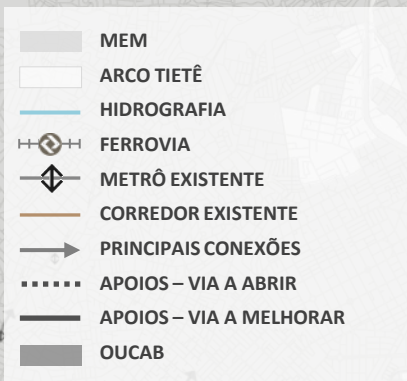 MEM
ARCO TIETÊ
HIDROGRAFIA
FERROVIA
METRÔ EXISTENTE
CORREDOR EXISTENTE
PRINCIPAIS CONEXÕES
APOIOS – VIA A ABRIR
APOIOS – VIA A MELHORAR
OUCAB